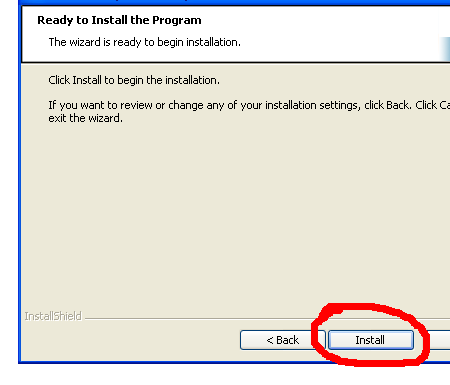 Ready to Install the Program
The wizard is ready to begin installation.
Click Install to begin the installation.
If you want to review or change any of your installation settings, click Back. Click Ca
exit the wizard.
InstallShield
< Back Install